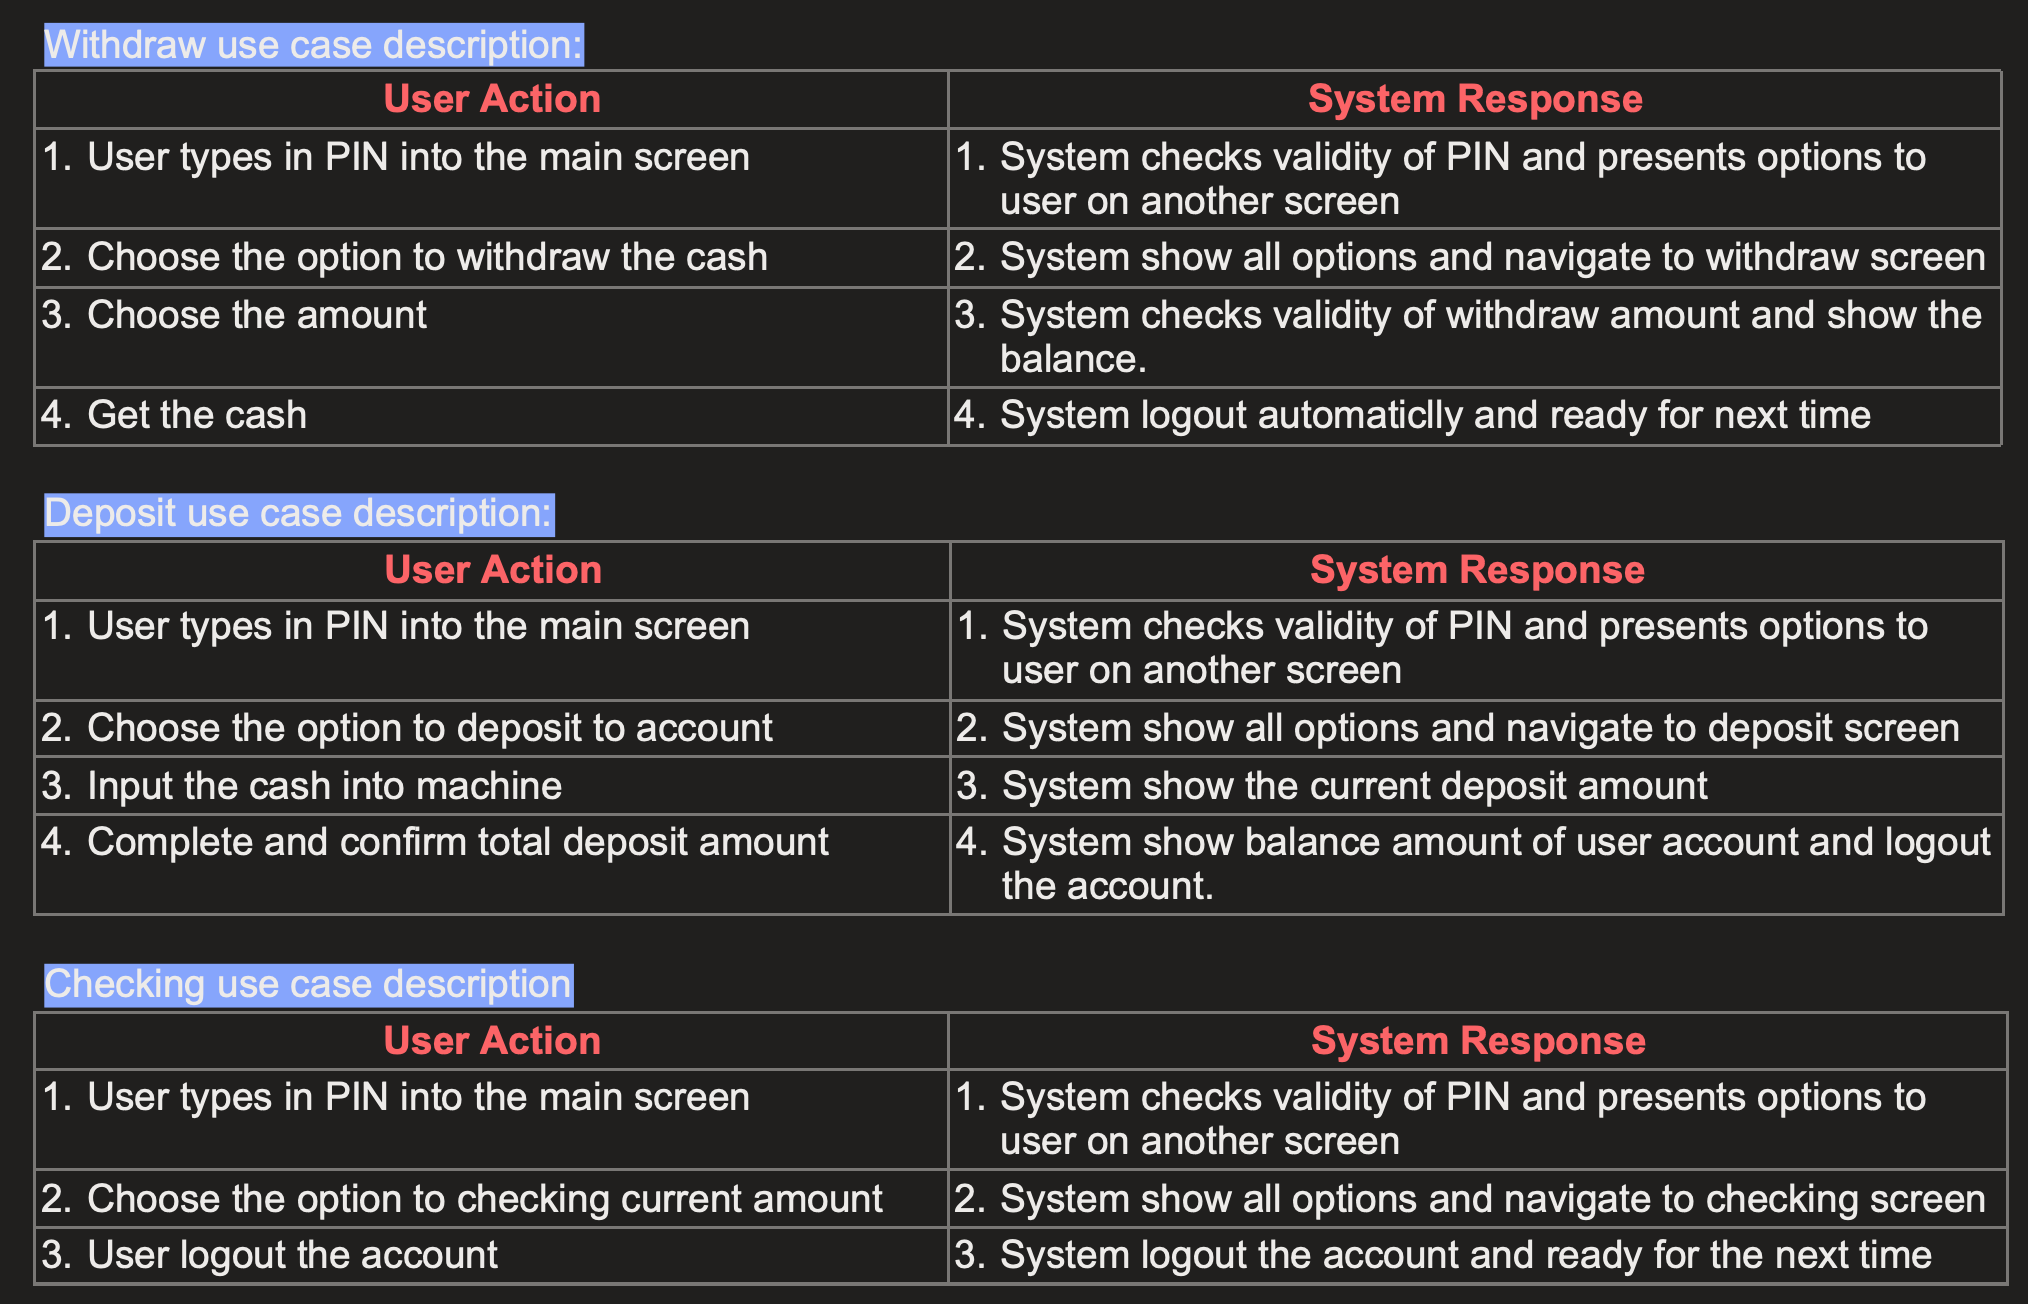 Withdraw use case description:
User Action System Response
1. User types in PIN into the main screen
1. System checks validity of PIN and presents options to
user on another screen
2. Choose the option to withdraw the cash
2. System show all options and navigate to withdraw screen
3. Choose the amount
3. System checks validity of withdraw amount and show the
balance.
4. Get the cash
4. System logout automaticlly and ready for next time
Deposit use case description:
User Action System Response
1. User types in PIN into the main screen
1. System checks validity of PIN and presents options to
user on another screen
2. Choose the option to deposit to account
2. System show all options and navigate to deposit screen
3. Input the cash into machine
3. System show the current deposit amount
4. Complete and confirm total deposit amount
4. System show balance amount of user account and logout
the account.
Checking use case description
User Action System Response
1. User types in PIN into the main screen
1. System checks validity of PIN and presents options to
user on another screen
2. Choose the option to checking current amount
2. System show all options and navigate to checking screen
3. User logout the account
3. System logout the account and ready for the next time